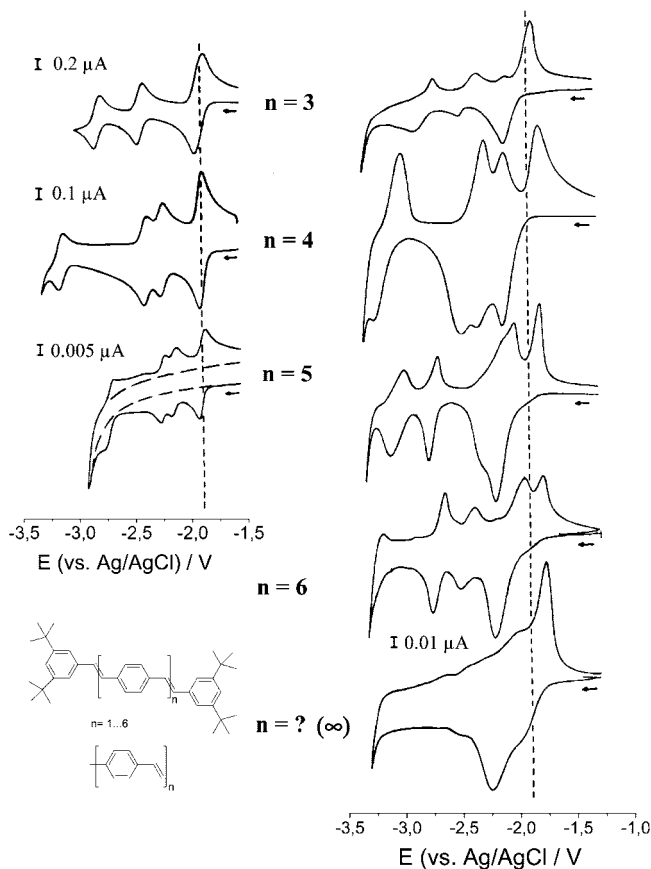 I 0.2 µA
n = 3
I 0.1 µA
n = 4
I 0.005 µA
n = 5
-3,5 -3,0 -2,5 -2,0 -1,5
E (vs. Ag/AgCl) / V
n = 6
I 0.01 µA
n= 1...6
n
n = ? (∞)
n
-3,5 -3,0 -2,5 -2,0 -1,5 -1,0
E (vs. Ag/AgCl / V